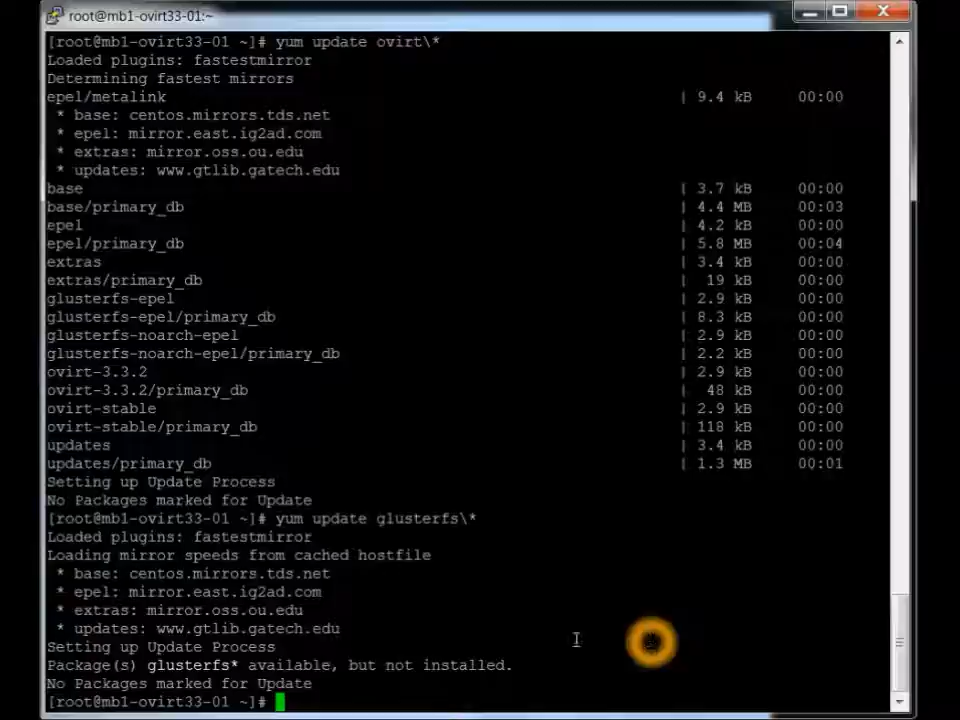 root@mb1-ovirt33-01:~
[root@mb1-ovirt33-01 ~]# yum update ovirt\*
Loaded plugins: fastestmirror
Determining fastest mirrors
epel/metalink | 9.4 kB 00:00
* base: centos.mirrors.tds.net
* epel: mirror.east.ig2ad.com
* extras: mirror.oss.ou.edu
* updates: www.gtlib.gatech.edu
base | 3.7 kB 00:00
base/primary_db | 4.4 MB 00:03
epel | 4.2 kB 00:00
epel/primary_db | 5.8 MB 00:04
extras | 3.4 kB 00:00
extras/primary_db | 19 kB 00:00
glusterfs-epel | 2.9 kB 00:00
glusterfs-epel/primary_db | 8.3 kB 00:00
glusterfs-noarch-epel | 2.9 kB 00:00
glusterfs-noarch-epel/primary_db | 2.2 kB 00:00
ovirt-3.3.2 | 2.9 kB 00:00
ovirt-3.3.2/primary_db | 48 kB 00:00
ovirt-stable | 2.9 kB 00:00
ovirt-stable/primary_db | 118 kB 00:00
updates | 3.4 kB 00:00
updates/primary_db | 1.3 MB 00:01
Setting up Update Process
No Packages marked for Update
[root@mb1-ovirt33-01 ~]# yum update glusterfs\*
Loaded plugins: fastestmirror
Loading mirror speeds from cached hostfile
* base: centos.mirrors.tds.net
* epel: mirror.east.ig2ad.com
* extras: mirror.oss.ou.edu
* updates: www.gtlib.gatech.edu
Setting up Update Process
Package(s) glusterfs* available, but not installed.
No Packages marked for Update
[root@mb1-ovirt33-01 ~]#